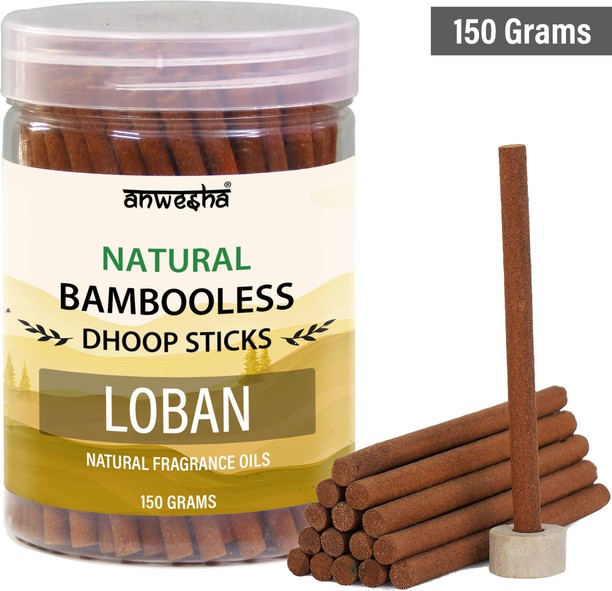 150 Grams
anwesha®
NATURAL
BAMBOOLESS
DHOOP STICKS
LOBAN
NATURAL FRAGRANCE OILS
150 GRAMS